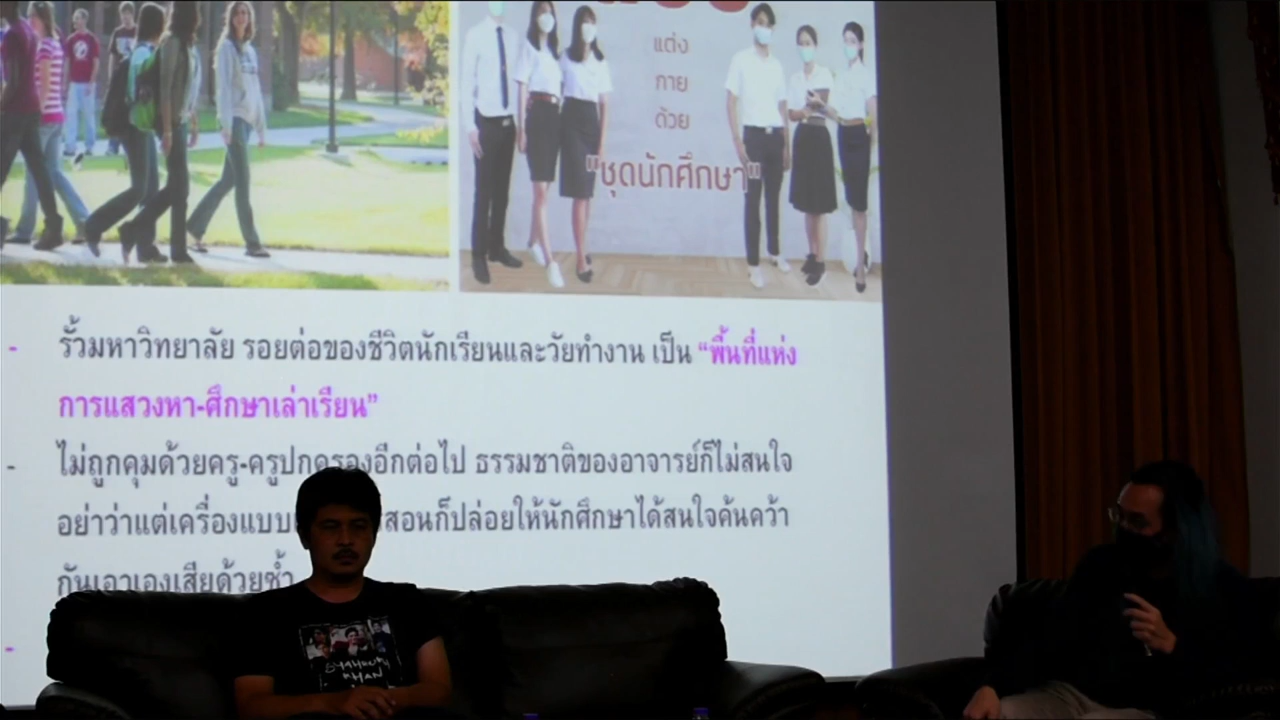 แต่ง
กาย
ด้วย
"ชุดนักศึกษา"
- รั้วมหาวิทยาลัย รอยต่อของชีวิตนักเรียนและวัยทำงาน เป็น “พื้นที่แห่ง
การแสวงหา-ศึกษาเล่าเรียน”
- ไม่ถูกคุมด้วยครู-ครูปกครองอีกต่อไป ธรรมชาติของอาจารย์ก็ไม่สนใจ
อย่าว่าแต่เครื่องแบบ สอนก็ปล่อยให้นักศึกษาได้สนใจค้นคว้า
กันเอาเองเสียด้วยซ้ำ
-
SHAHRUKH
KHAN